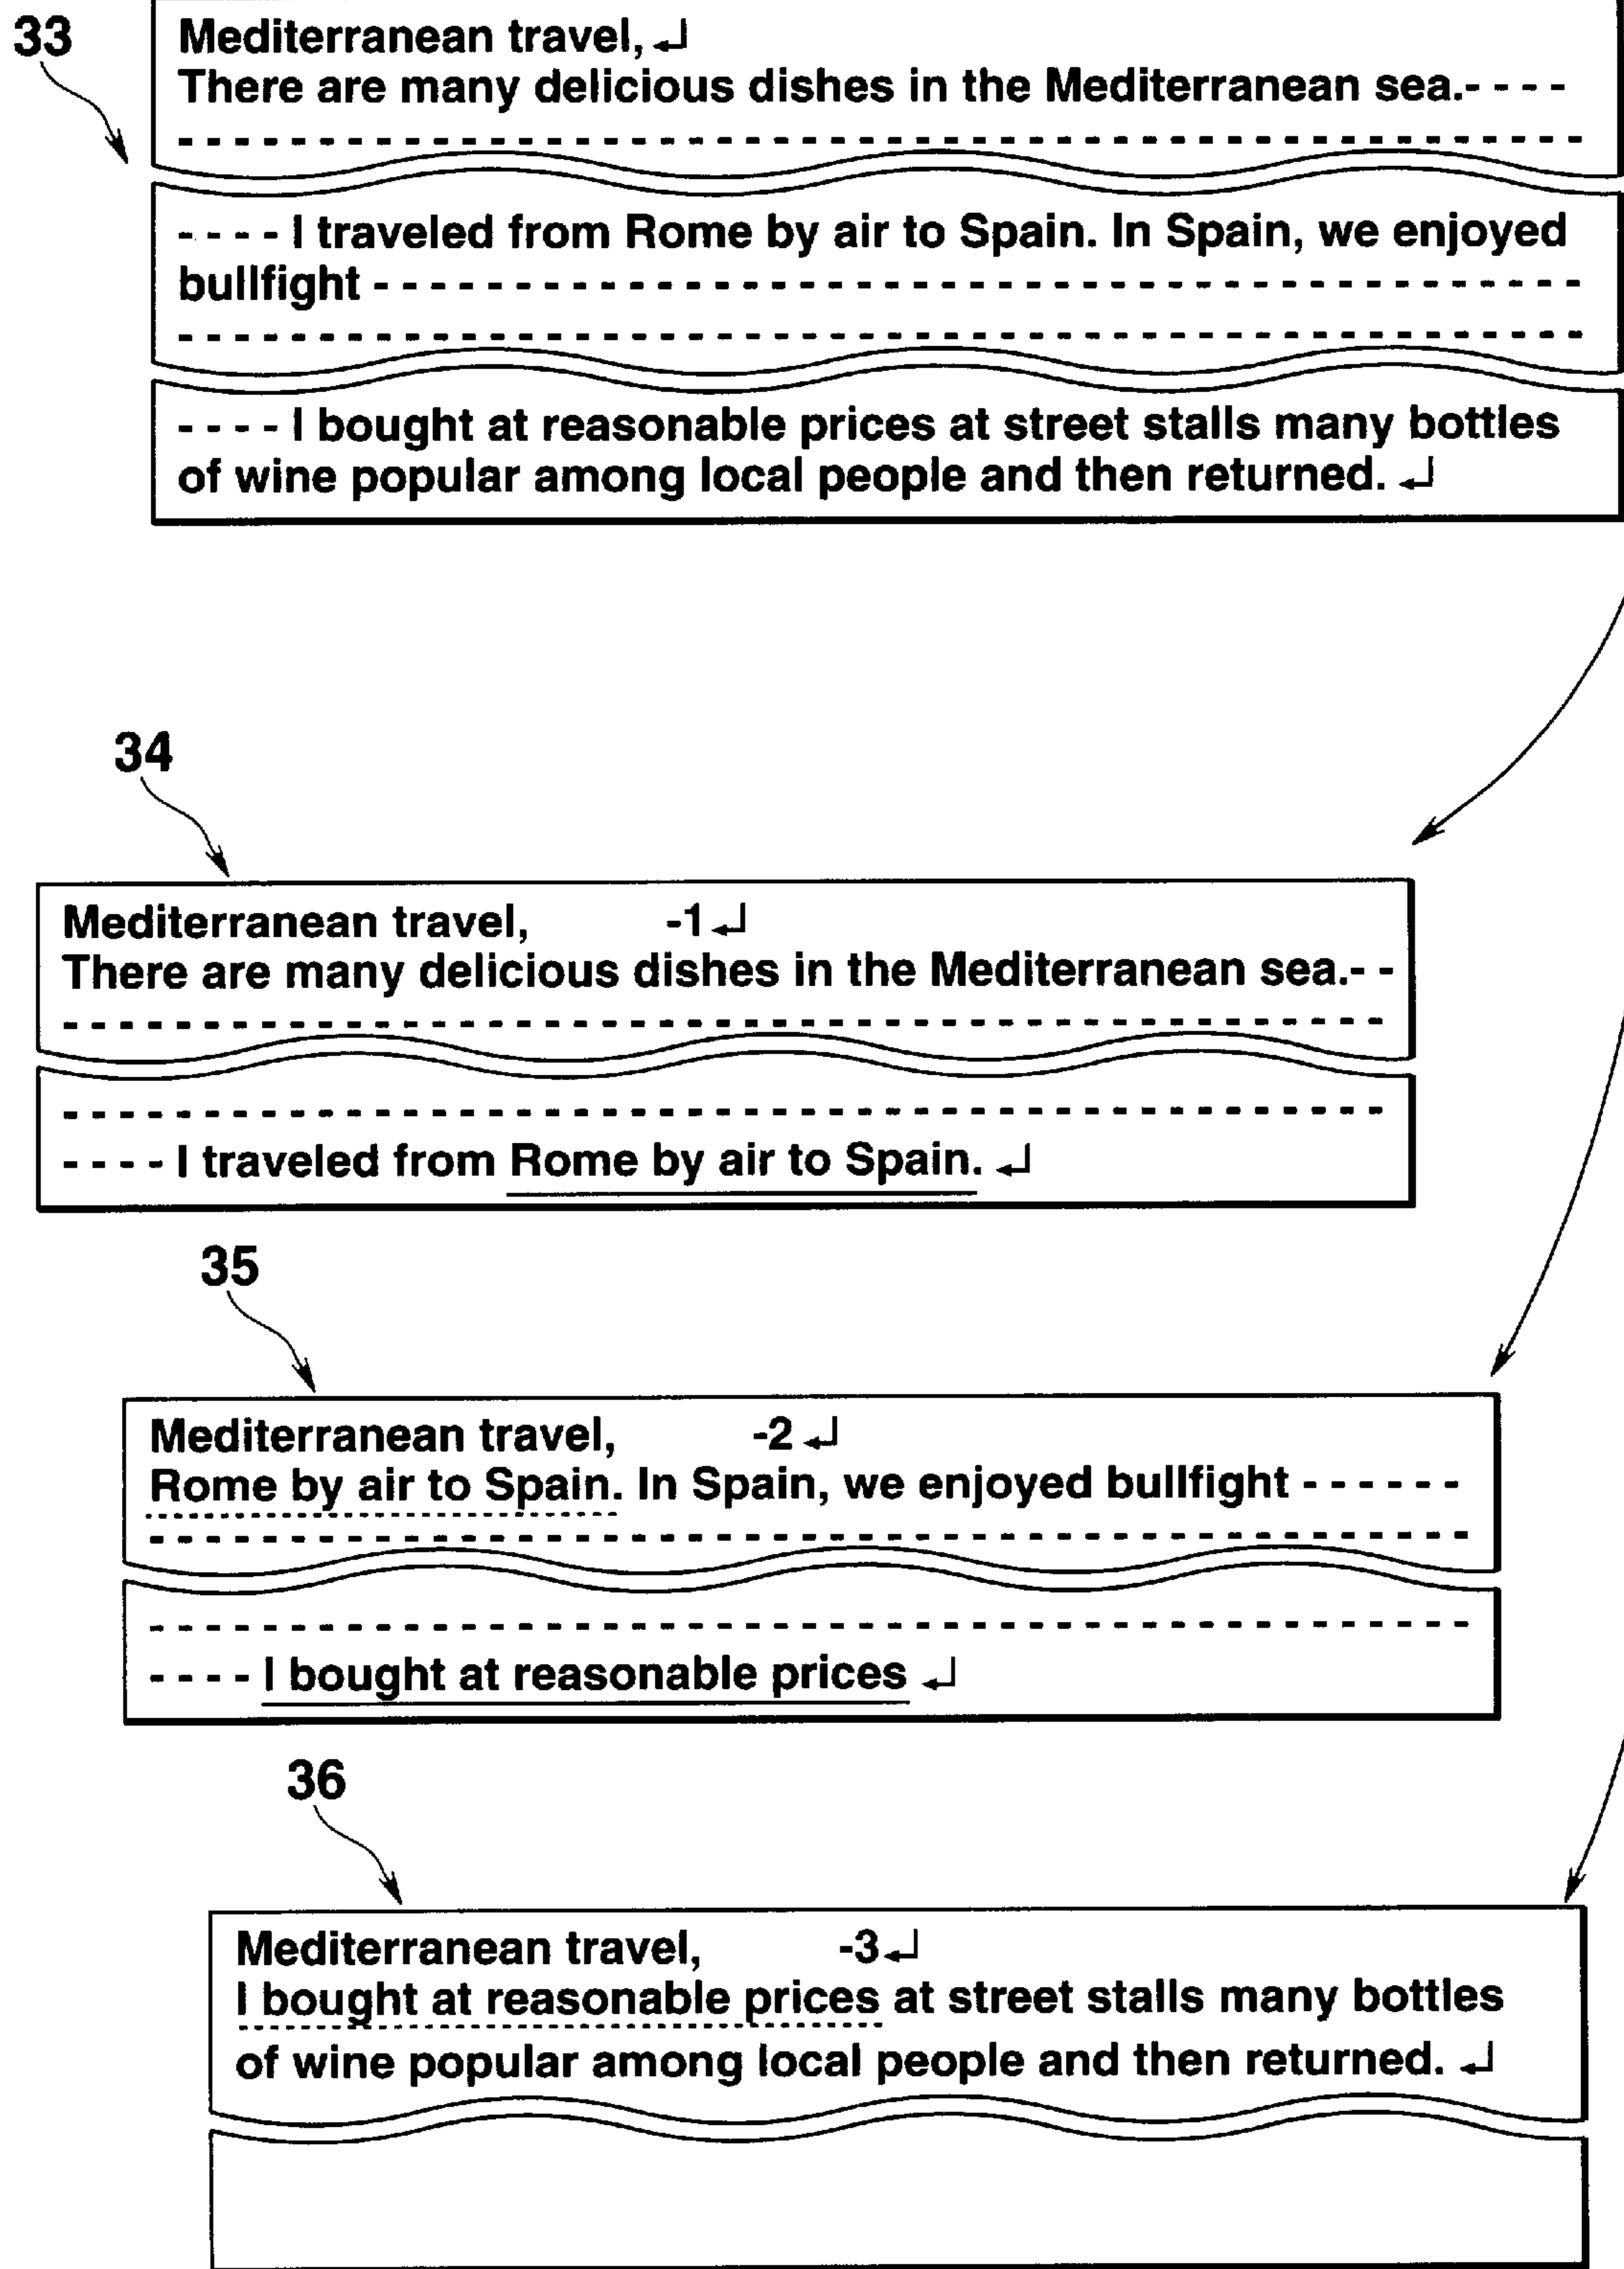 33
Mediterranean travel, ↵
There are many delicious dishes in the Mediterranean sea.- - - -
- - - - I traveled from Rome by air to Spain. In Spain, we enjoyed
bullfight - - - - - - - - - - - - - - - - - - - - - - - - - - - - - - - - - - - - - - - - - - -
- - - - I bought at reasonable prices at street stalls many bottles
of wine popular among local people and then returned. ↵
34
Mediterranean travel, -1↵
There are many delicious dishes in the Mediterranean sea.- -
- - - - I traveled from Rome by air to Spain. ↵
35
Mediterranean travel, -2 ↵
Rome by air to Spain. In Spain, we enjoyed bullfight - - - - - -
- - - - I bought at reasonable prices ↵
36
Mediterranean travel, -3↵
I bought at reasonable prices at street stalls many bottles
of wine popular among local people and then returned. ↵